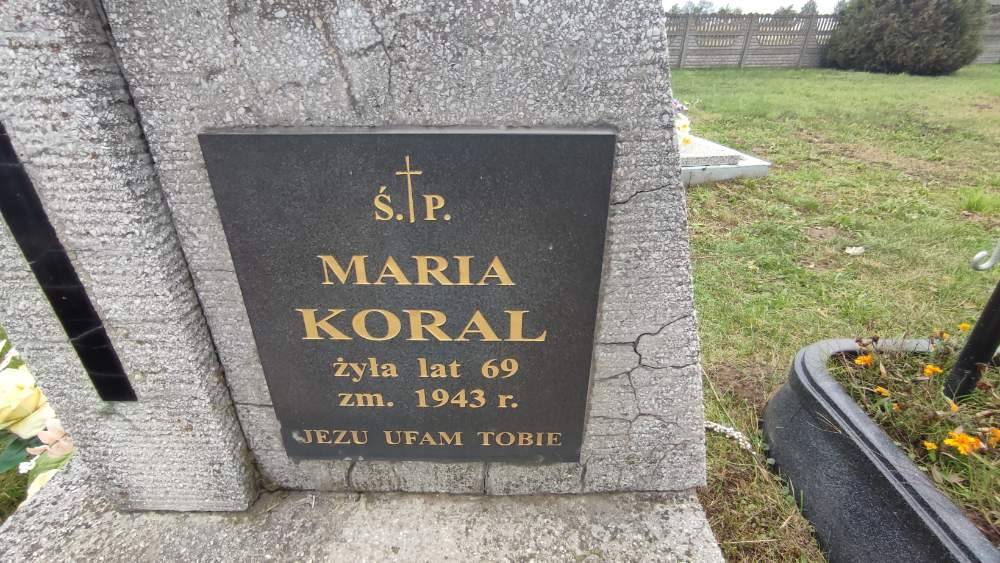 Ś. P.
MARIA
KORAL
żyła lat 69
zm. 1943 r.
JEZU UFAM TOBIE